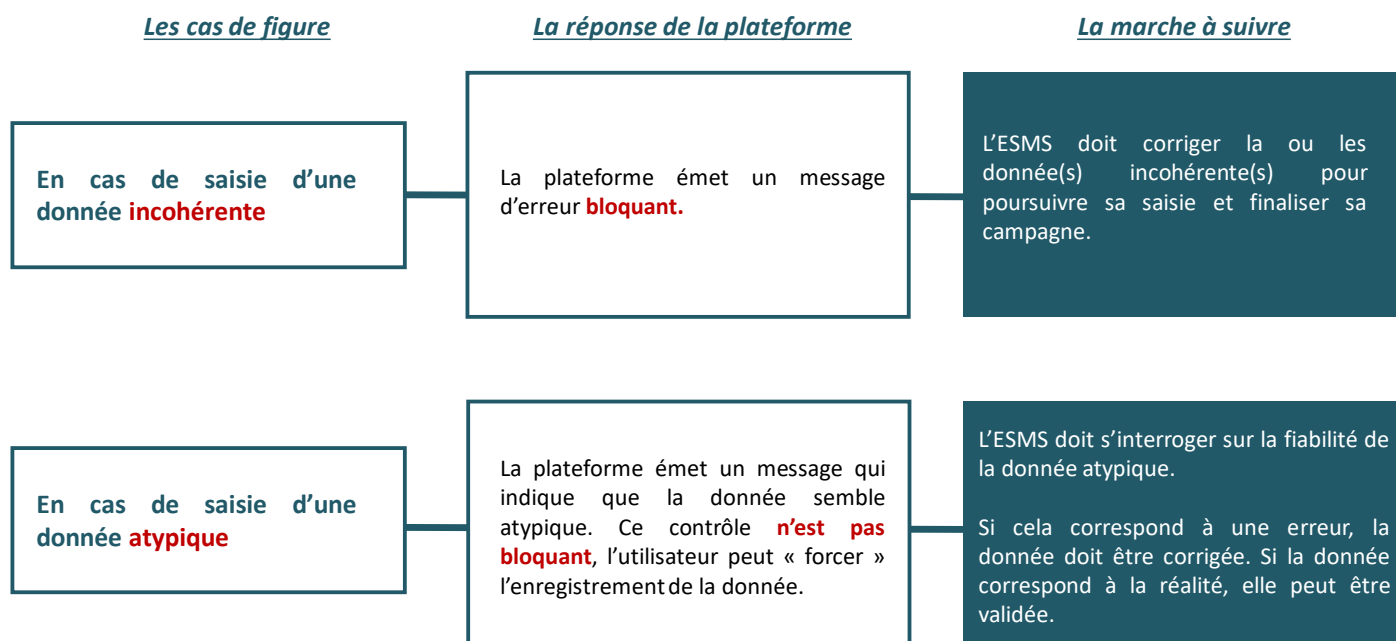 Les cas de figure
La réponse de la plateforme
La marche à suivre
En cas de saisie d’une
donnée incohérente
La plateforme émet un message
d’erreur bloquant.
L’ESMS doit corriger la ou les
donnée(s) incohérente(s) pour
poursuivre sa saisie et finaliser sa
campagne.
En cas de saisie d’une
donnée atypique
La plateforme émet un message qui
indique que la donnée semble
atypique. Ce contrôle n’est pas
bloquant, l’utilisateur peut « forcer »
l’enregistrement de la donnée.
L’ESMS doit s’interroger sur la fiabilité de
la donnée atypique.
Si cela correspond à une erreur, la
donnée doit être corrigée. Si la donnée
correspond à la réalité, elle peut être
validée.